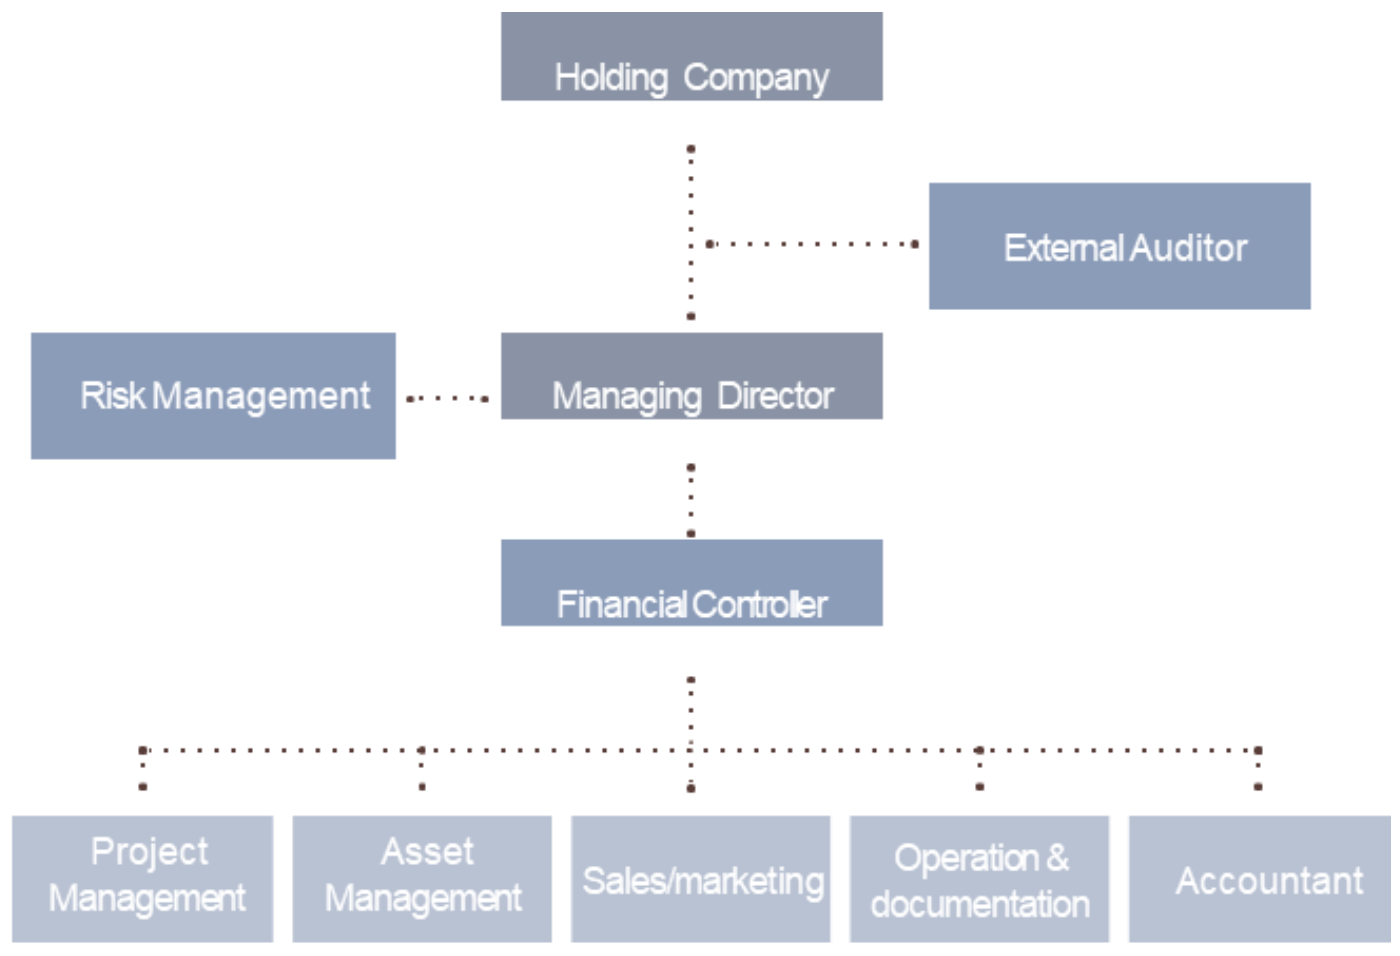 Holding Company
External Auditor
Risk Management
Managing Director
Financial Controller
Project
Management
Asset
Management
Sales/marketing
Operation &
documentation
Accountant